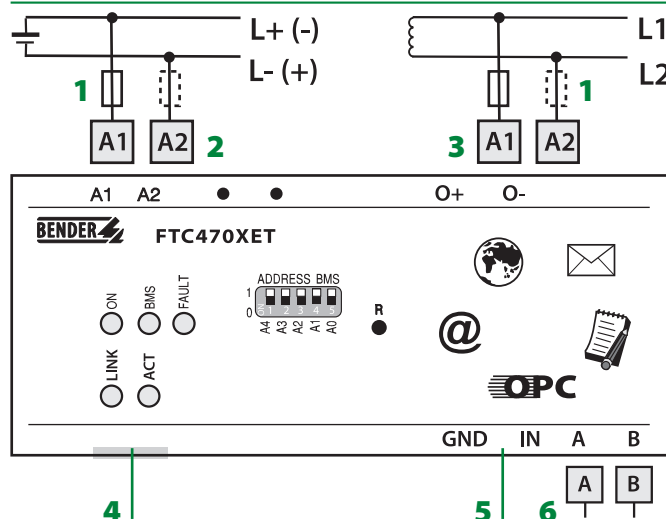 L+ (-)
L- (+)
1
A1
A2
2
L1
L2
1
3
A1
A2
A1 A2 O+ O-
BENDER
FTC470XET
ADDRESS BMS
1
0
ON
1 2 3 4 5
A4 A3 A2 A1 A0
R
ON
BMS
FAULT
LINK
ACT
@
OPC
GND IN A B
4
5
6
A
B